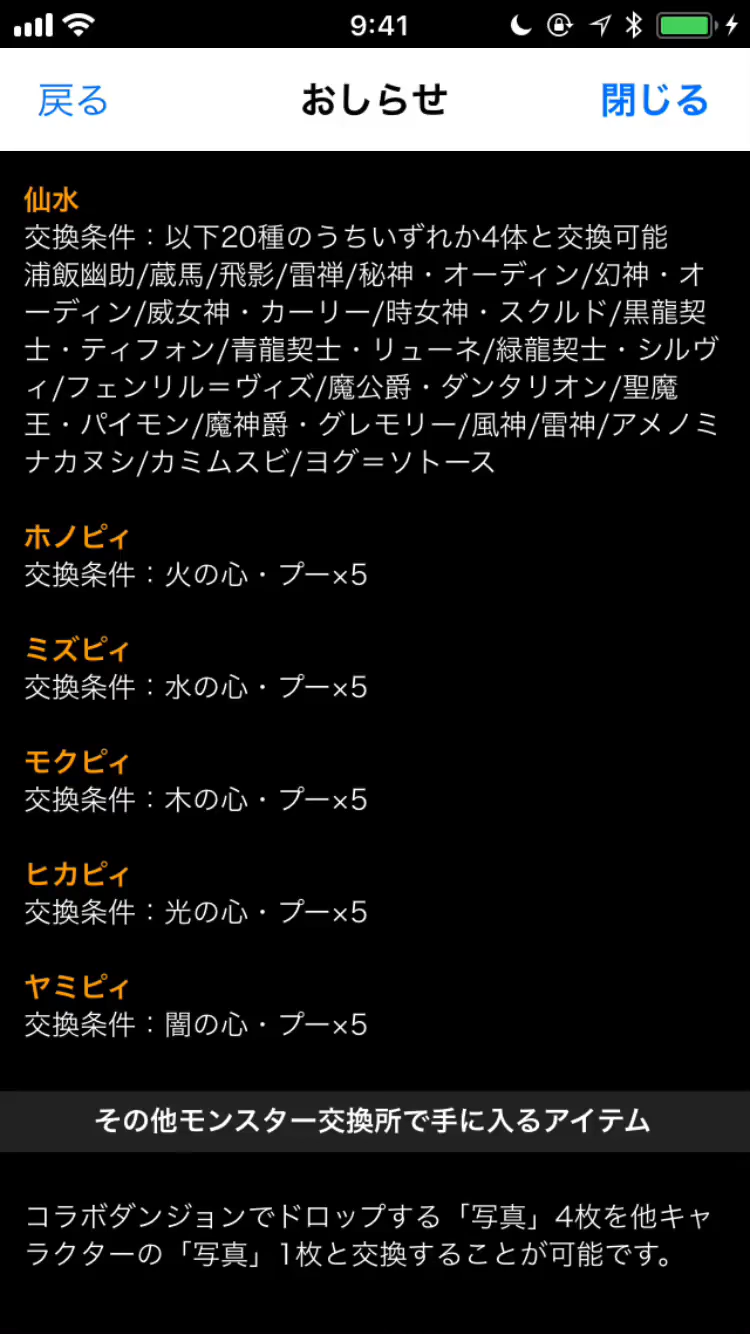 9:41
戻る おしらせ 閉じる
仙水
交換条件：以下20種のうちいずれか4体と交換可能
浦飯幽助/蔵馬/飛影/雷禅/秘神・オーディン/幻神・オ
ーディン/威女神・カーリー/時女神・スクルド/黒龍契
士・ティフォン/青龍契士・リューネ/緑龍契士・シルヴ
ィ/フェンリル＝ヴィズ/魔公爵・ダンタリオン/聖魔
王・パイモン/魔神爵・グレモリー/風神/雷神/アメノミ
ナカヌシ/カミムスビ/ヨグ＝ソトース
ホノピィ
交換条件：火の心・プー×5
ミズピィ
交換条件：水の心・プー×5
モクピィ
交換条件：木の心・プー×5
ヒカピィ
交換条件：光の心・プー×5
ヤミピィ
交換条件：闇の心・プー×5
その他モンスター交換所で手に入るアイテム
コラボダンジョンでドロップする「写真」4枚を他キャ
ラクターの「写真」1枚と交換することが可能です。